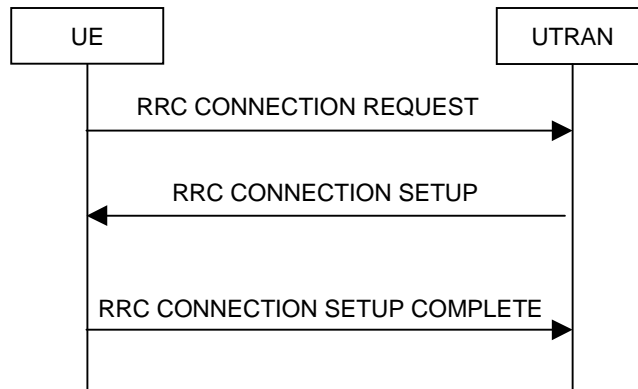 UE
UTRAN
RRC CONNECTION REQUEST
RRC CONNECTION SETUP
RRC CONNECTION SETUP COMPLETE